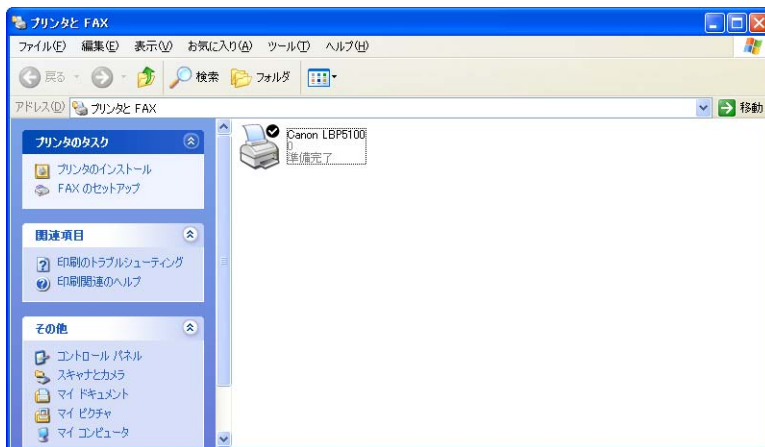 プリンタと FAX
ファイル(F) 編集(E) 表示(V) お気に入り(A) ツール(T) ヘルプ(H)
戻る 検索 フォルダ
アドレス(D) プリンタと FAX 移動
プリンタのタスク
プリンタのインストール
FAX のセットアップ
関連項目
印刷のトラブルシューティング
印刷関連のヘルプ
その他
コントロール パネル
スキャナとカメラ
マイ ドキュメント
マイ ピクチャ
マイ コンピュータ
Canon LBP5100
0
準備完了